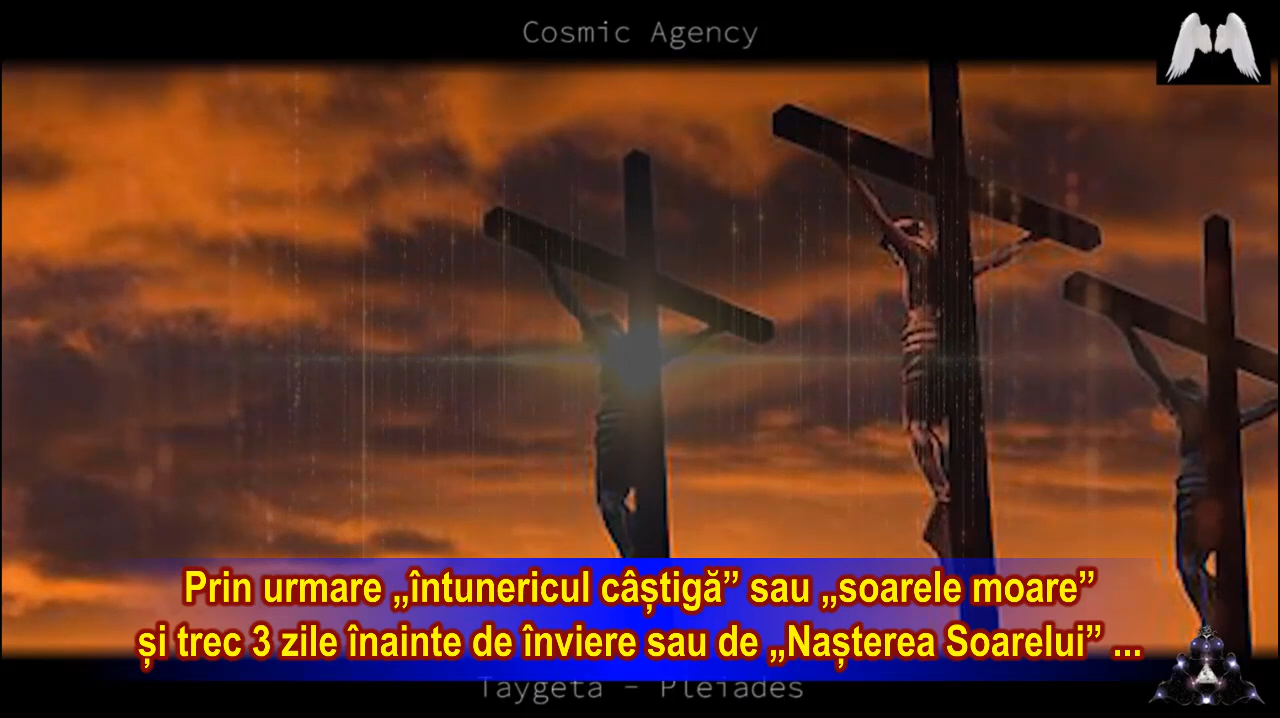 Cosmic Agency
Prin urmare „întunericul câștigă” sau „soarele moare”
și trec 3 zile înainte de înviere sau de „Nașterea Soarelui” ...
Taygeta - Pleiades